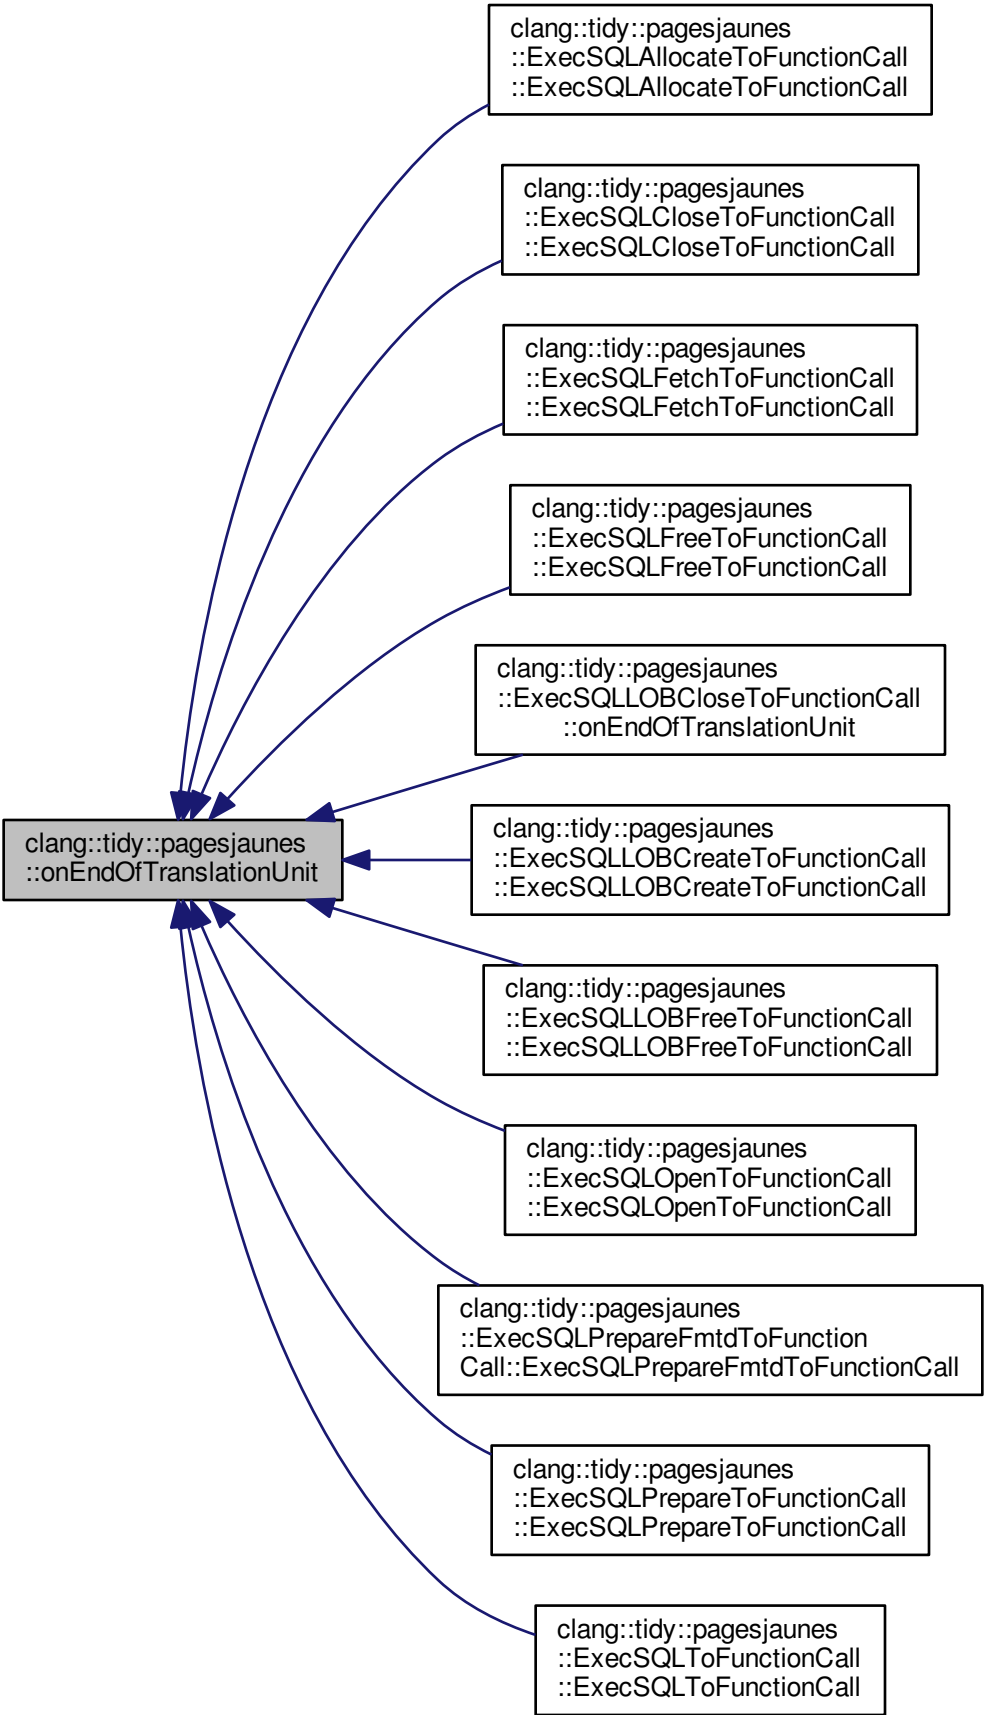 clang::tidy::pagesjaunes
::ExecSQLAllocateToFunctionCall
::ExecSQLAllocateToFunctionCall
clang::tidy::pagesjaunes
::ExecSQLCloseToFunctionCall
::ExecSQLCloseToFunctionCall
clang::tidy::pagesjaunes
::ExecSQLFetchToFunctionCall
::ExecSQLFetchToFunctionCall
clang::tidy::pagesjaunes
::ExecSQLFreeToFunctionCall
::ExecSQLFreeToFunctionCall
clang::tidy::pagesjaunes
::ExecSQLLOBCloseToFunctionCall
::onEndOfTranslationUnit
clang::tidy::pagesjaunes
::onEndOfTranslationUnit
clang::tidy::pagesjaunes
::ExecSQLLOBCreateToFunctionCall
::ExecSQLLOBCreateToFunctionCall
clang::tidy::pagesjaunes
::ExecSQLLOBFreeToFunctionCall
::ExecSQLLOBFreeToFunctionCall
clang::tidy::pagesjaunes
::ExecSQLOpenToFunctionCall
::ExecSQLOpenToFunctionCall
clang::tidy::pagesjaunes
::ExecSQLPrepareFmtdToFunction
Call::ExecSQLPrepareFmtdToFunctionCall
clang::tidy::pagesjaunes
::ExecSQLPrepareToFunctionCall
::ExecSQLPrepareToFunctionCall
clang::tidy::pagesjaunes
::ExecSQLToFunctionCall
::ExecSQLToFunctionCall